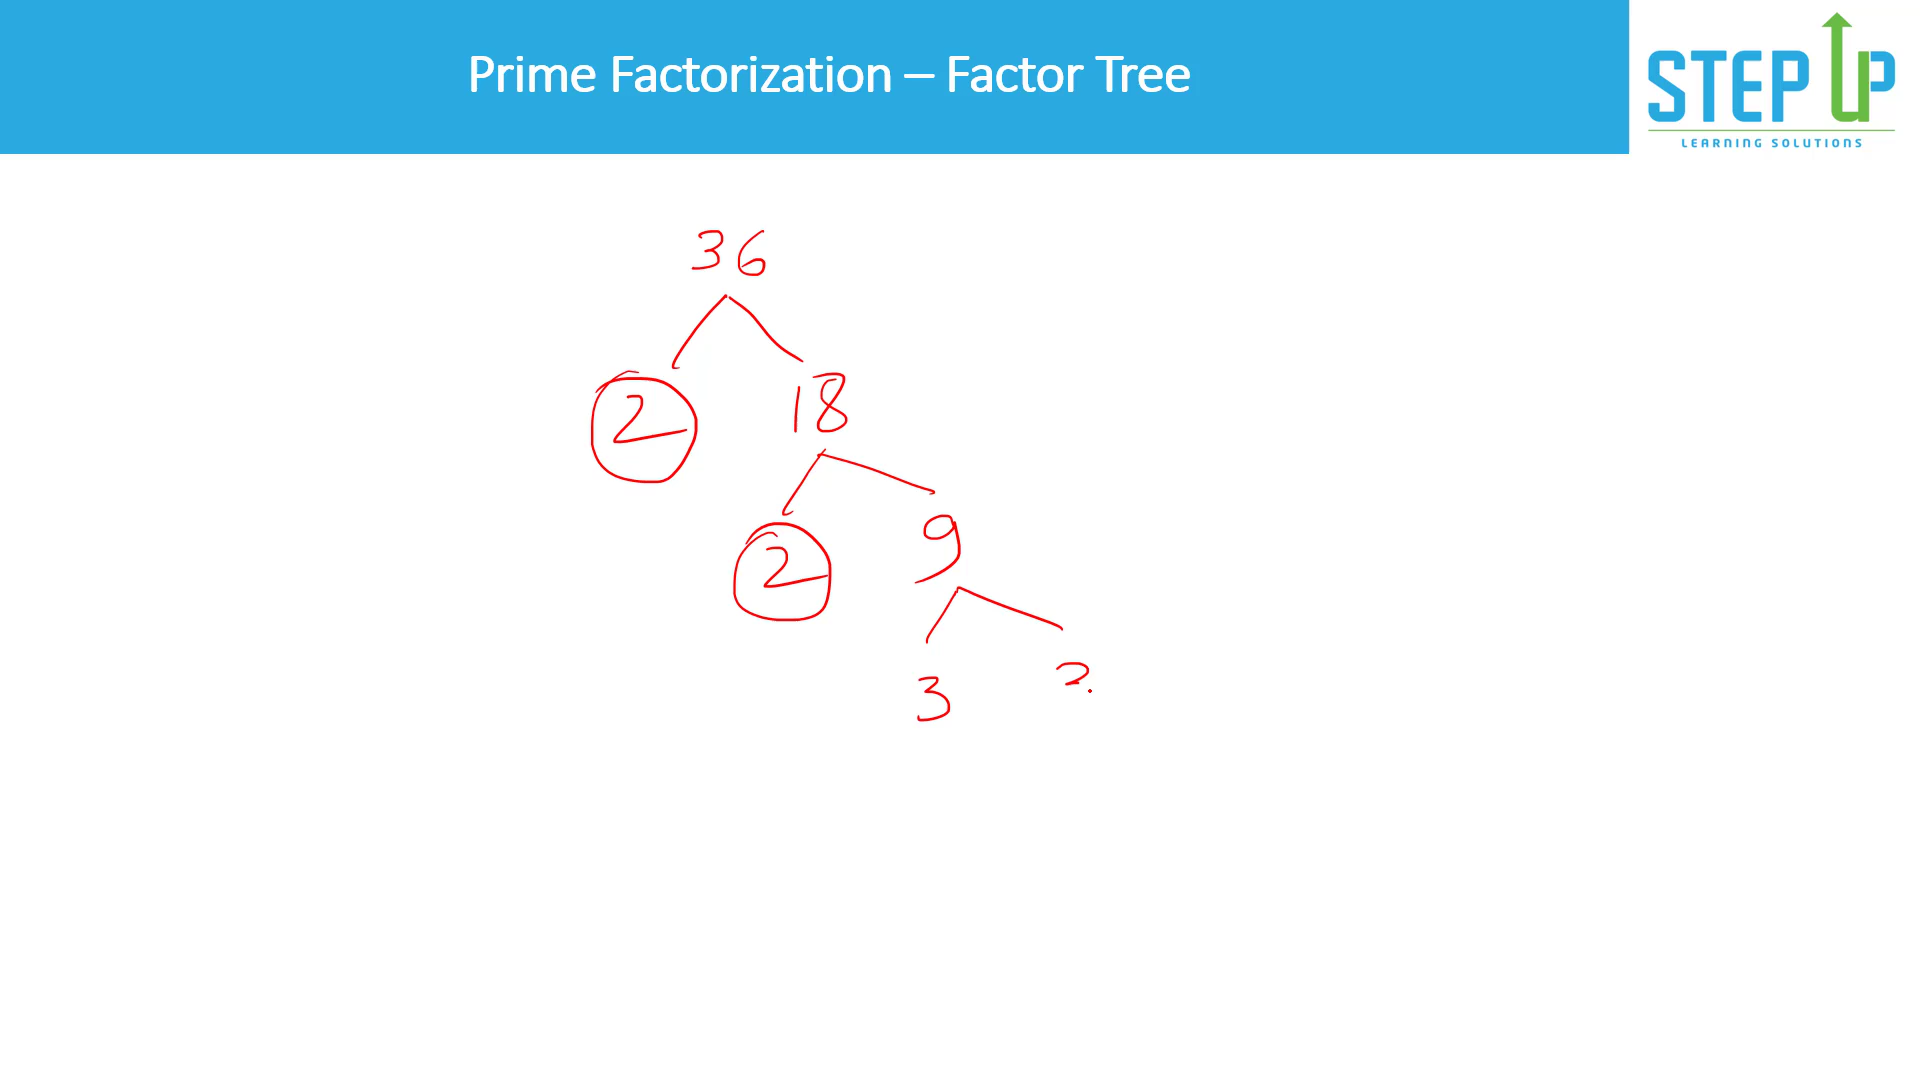 Prime Factorization – Factor Tree
STEP UP
LEARNING SOLUTIONS
36
2 18
2 9
3